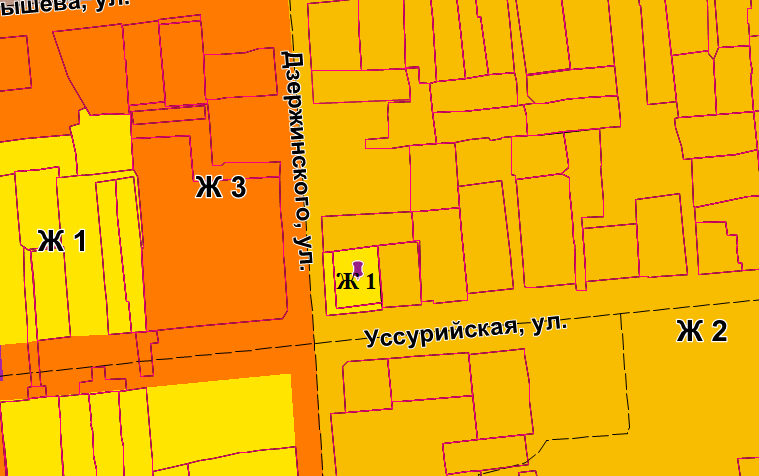 ышева, ул.
Дзержинского, ул.
Ж 3
Ж 1
Ж 1
Уссурийская, ул.
Ж 2